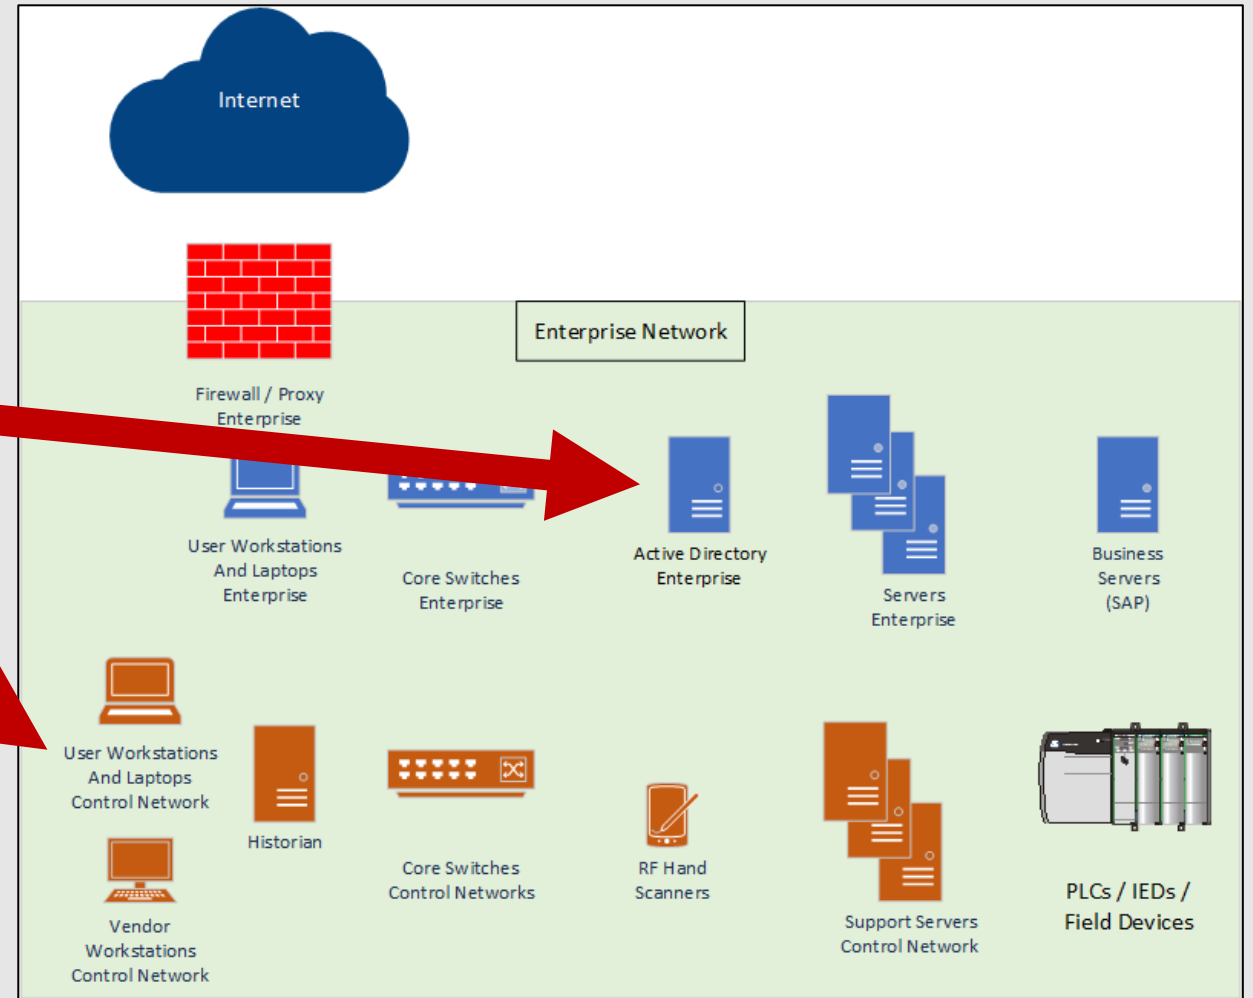 Internet
Enterprise Network
Firewall / Proxy
Enterprise
User Workstations
And Laptops
Enterprise
Core Switches
Enterprise
Active Directory
Enterprise
Servers
Enterprise
Business
Servers
(SAP)
User Workstations
And Laptops
Control Network
Historian
Core Switches
Control Networks
RF Hand
Scanners
Support Servers
Control Network
PLCs / IEDs /
Field Devices
Vendor
Workstations
Control Network